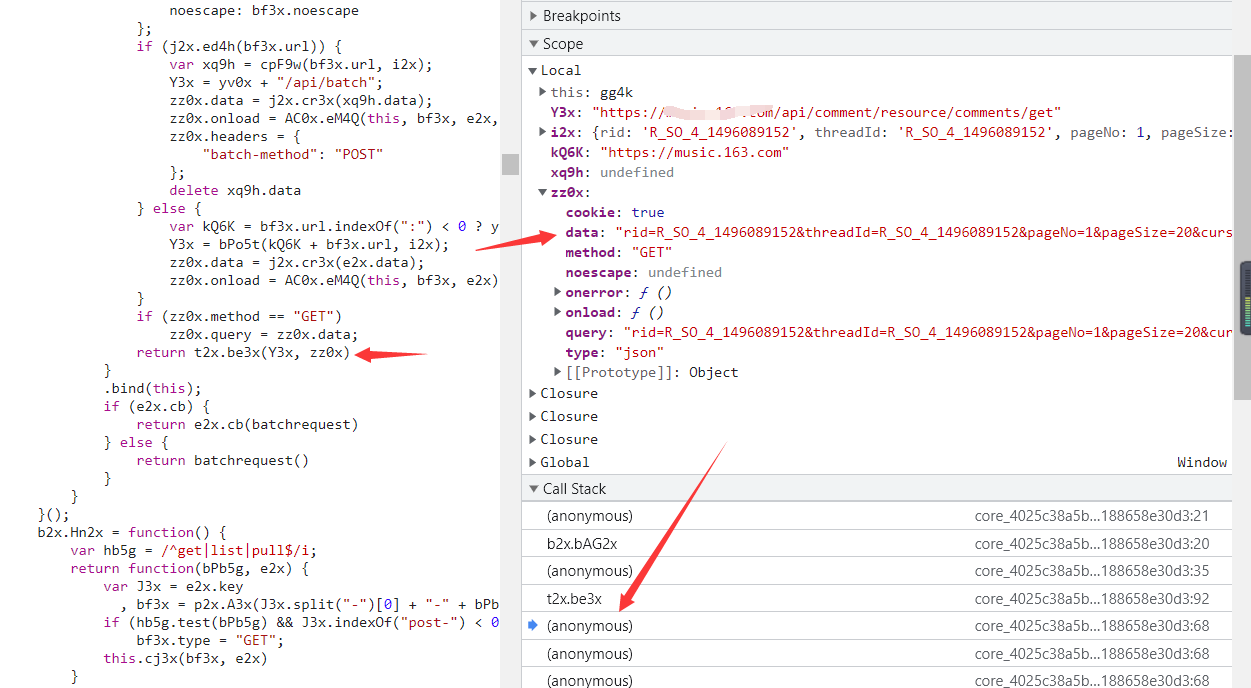 noescape: bf3x.noescape
};
if (j2x.ed4h(bf3x.url)) {
var xq9h = cpF9w(bf3x.url, i2x);
Y3x = yv0x + "/api/batch";
zz0x.data = j2x.cr3x(xq9h.data);
zz0x.onload = AC0x.eM4Q(this, bf3x, e2x,
zz0x.headers = {
"batch-method": "POST"
};
delete xq9h.data
} else {
var kQ6K = bf3x.url.indexOf(":") < 0 ? y
Y3x = bPo5t(kQ6K + bf3x.url, i2x);
zz0x.data = j2x.cr3x(e2x.data);
zz0x.onload = AC0x.eM4Q(this, bf3x, e2x)
}
if (zz0x.method == "GET")
zz0x.query = zz0x.data;
return t2x.be3x(Y3x, zz0x)
}
.bind(this);
if (e2x.cb) {
return e2x.cb(batchrequest)
} else {
return batchrequest()
}
}
}();
b2x.Hn2x = function() {
var hb5g = /^get|list|pull$/i;
return function(bPb5g, e2x) {
var J3x = e2x.key
, bf3x = p2x.A3x(J3x.split("-")[0] + "-" + bPb
if (hb5g.test(bPb5g) && J3x.indexOf("post-") < 0
bf3x.type = "GET";
this.cj3x(bf3x, e2x)
}
Breakpoints
Scope
Local
this: gg4k
Y3x: "https://music.163.com/api/comment/resource/comments/get"
i2x: {rid: 'R_SO_4_1496089152', threadId: 'R_SO_4_1496089152', pageNo: 1, pageSize:
kQ6K: "https://music.163.com"
xq9h: undefined
zz0x:
cookie: true
data: "rid=R_SO_4_1496089152&threadId=R_SO_4_1496089152&pageNo=1&pageSize=20&curs
method: "GET"
noescape: undefined
onerror: ƒ ()
onload: ƒ ()
query: "rid=R_SO_4_1496089152&threadId=R_SO_4_1496089152&pageNo=1&pageSize=20&cur
type: "json"
[[Prototype]]: Object
Closure
Closure
Closure
Global Window
Call Stack
(anonymous) core_4025c38a5b…188658e30d3:21
b2x.bAG2x core_4025c38a5b…188658e30d3:20
(anonymous) core_4025c38a5b…188658e30d3:35
t2x.be3x core_4025c38a5b…188658e30d3:92
(anonymous) core_4025c38a5b…188658e30d3:68
(anonymous) core_4025c38a5b…188658e30d3:68
(anonymous) core_4025c38a5b…188658e30d3:68